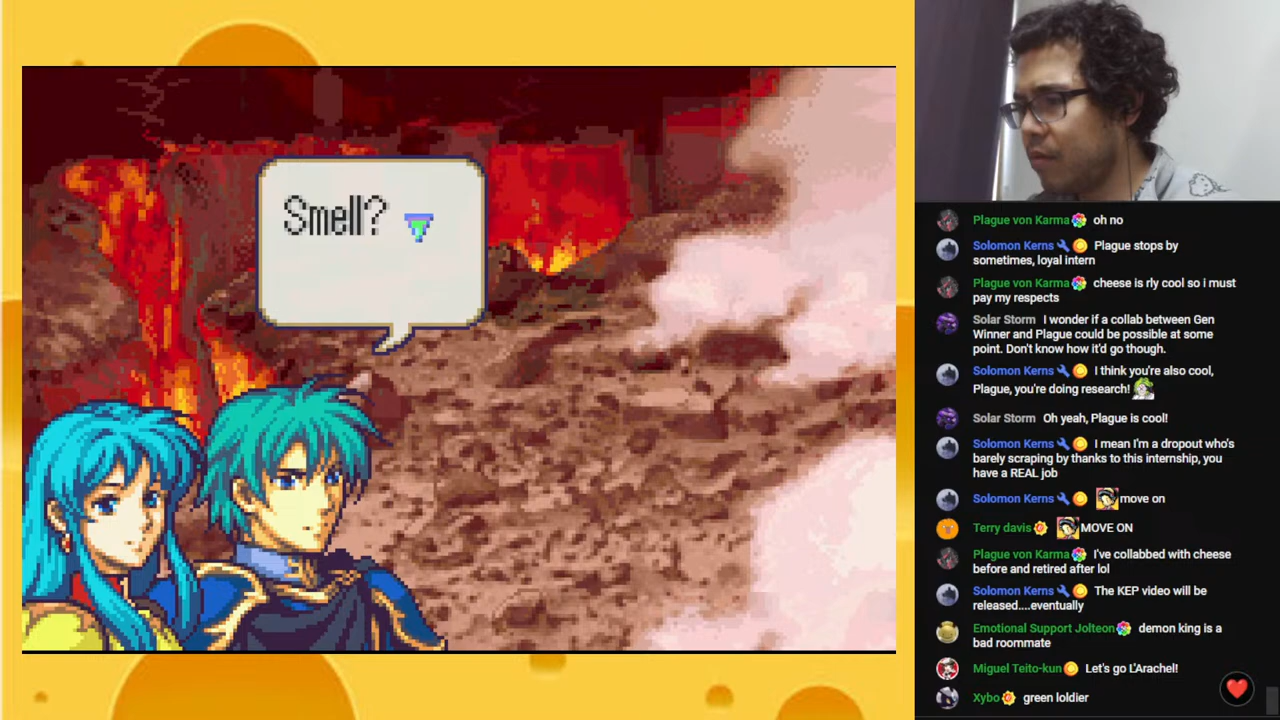 Smell?
Plague von Karma oh no
Solomon Kerns Plague stops by
sometimes, loyal intern
Plague von Karma cheese is rly cool so i must
pay my respects
Solar Storm I wonder if a collab between Gen
Winner and Plague could be possible at some
point. Don't know how it'd go though.
Solomon Kerns I think you're also cool,
Plague, you're doing research!
Solar Storm Oh yeah, Plague is cool!
Solomon Kerns I mean I'm a dropout who's
barely scraping by thanks to this internship, you
have a REAL job
Solomon Kerns move on
Terry davis MOVE ON
Plague von Karma I've collabbed with cheese
before and retired after lol
Solomon Kerns The KEP video will be
released....eventually
Emotional Support Jolteon demon king is a
bad roommate
Miguel Teito-kun Let's go L'Arachel!
Xybo green loldier